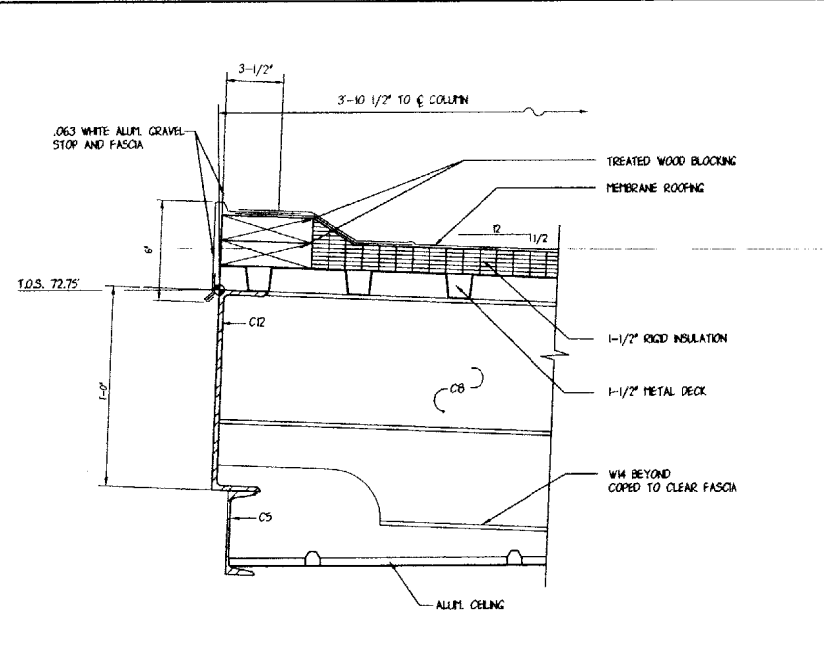 3-1/2"
3'-10 1/2" TO ℄ COLUMN
.063 WHITE ALUM. GRAVEL
STOP AND FASCIA
TREATED WOOD BLOCKING
MEMBRANE ROOFING
12
1/2
6"
T.O.S. 72.75'
C12
1-1/2" RIGID INSULATION
1'-0"
C8
1-1/2" METAL DECK
W14 BEYOND
COPED TO CLEAR FASCIA
C5
ALUM. CEILING